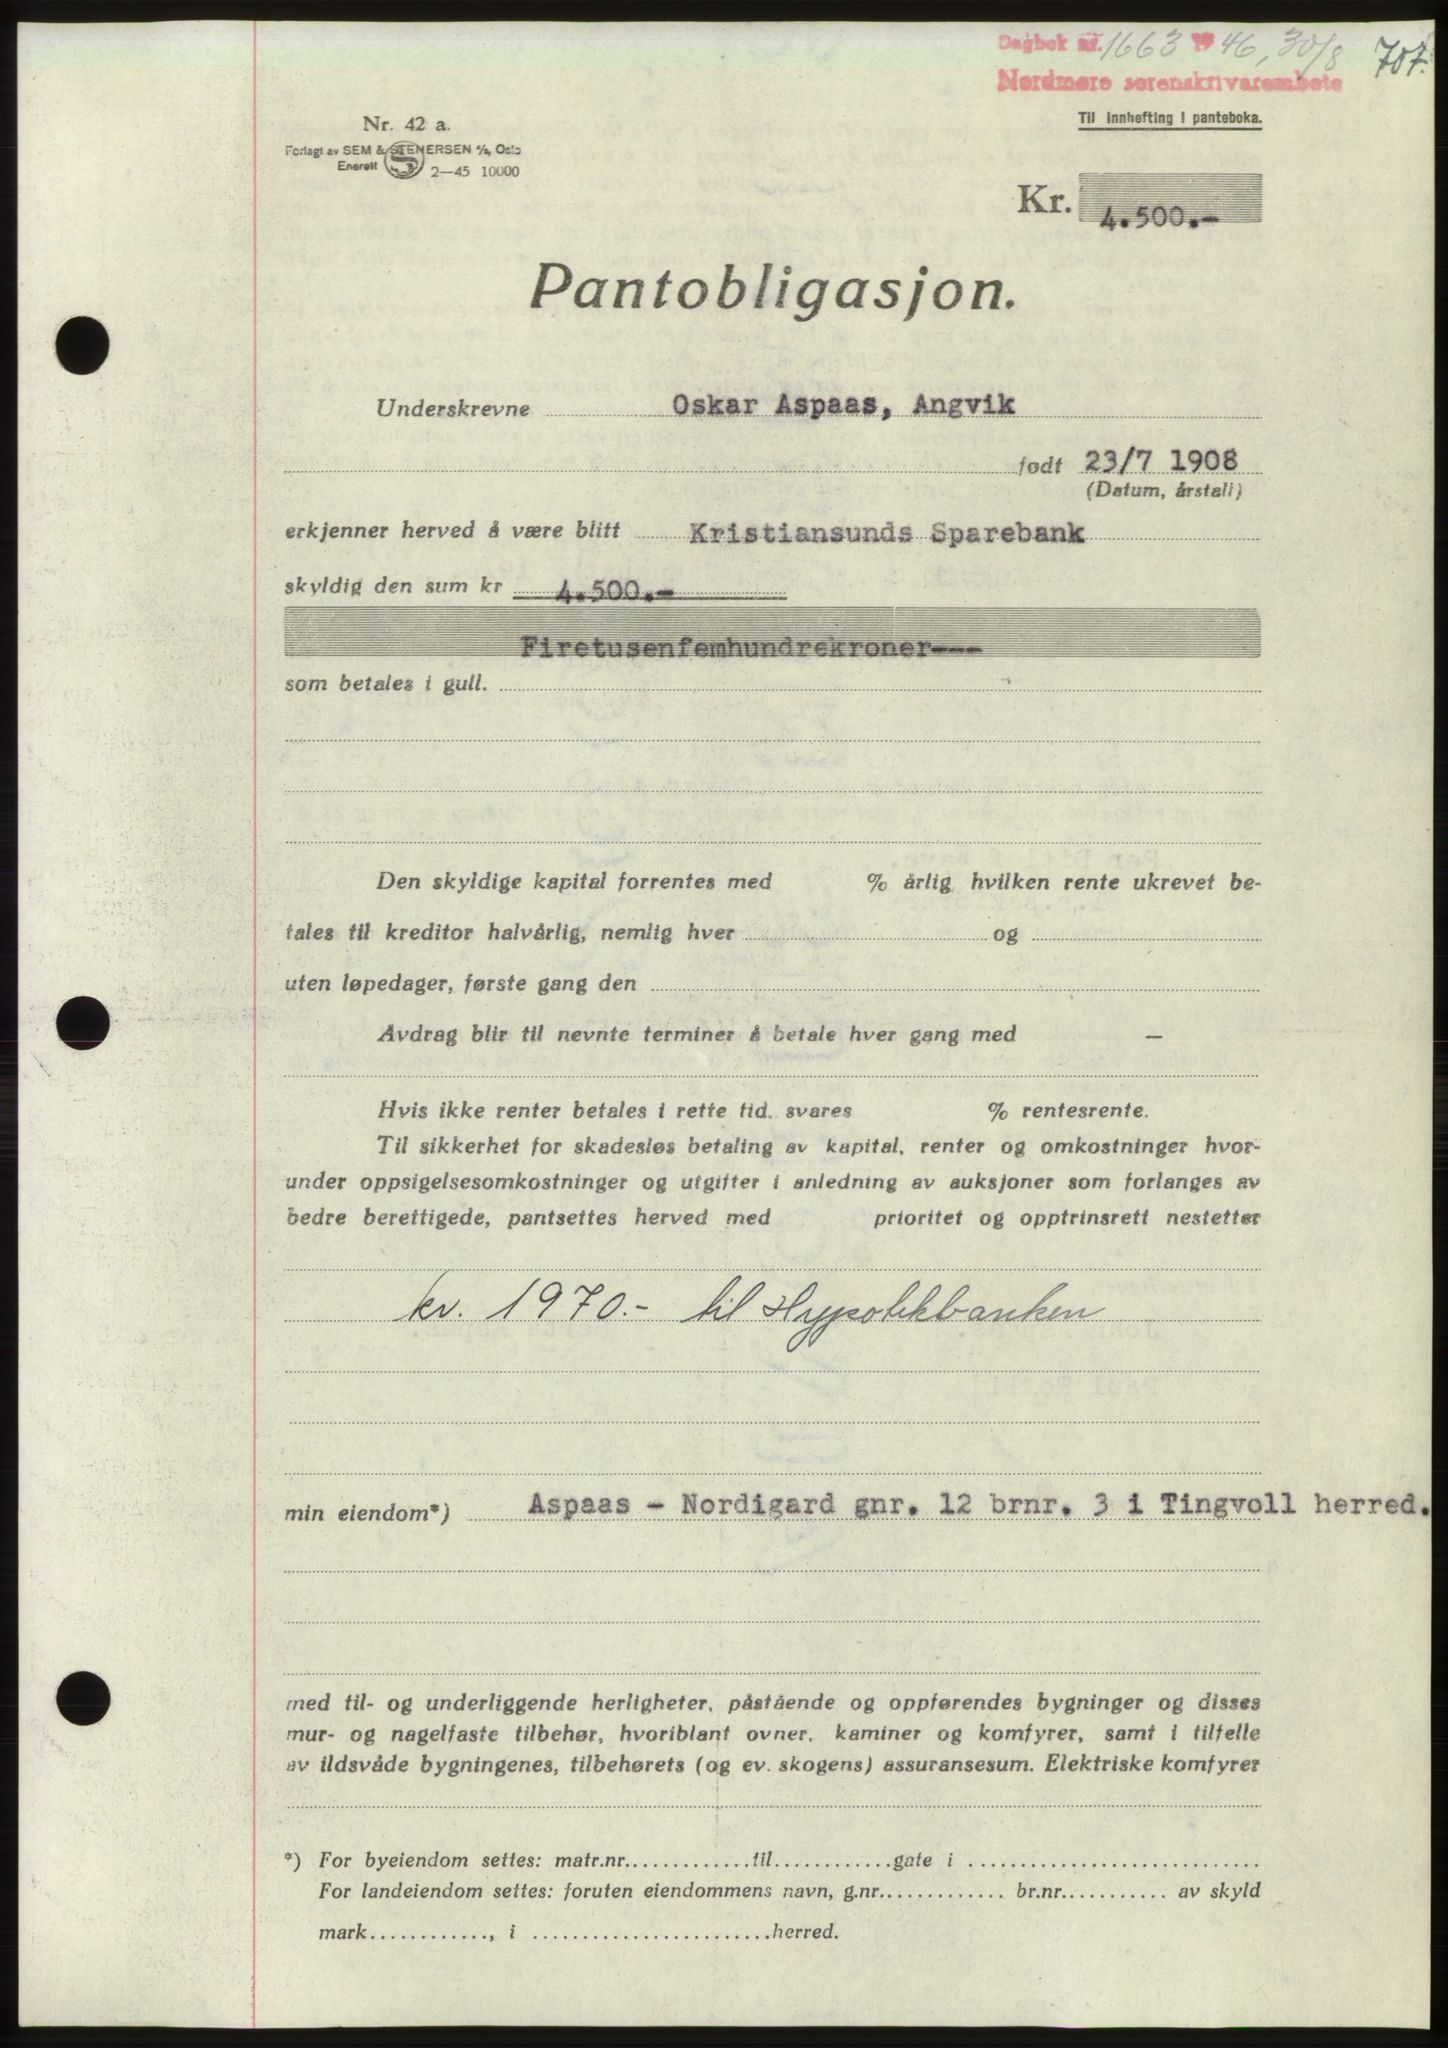 Dagbok nr. 1663 1946, 30/8
707.
Nordmøre sorenskriverembete
Til innhefting i panteboka.
Nr. 42 a.
Forlagt av SEM & STENERSEN A/S, Oslo
Enerett S 2—45 10000
Kr. 4.500.-
Pantobligasjon.
Underskrevne Oskar Aspaas, Angvik
født 23/7 1908
(Datum, årstall)
erkjenner herved å være blitt Kristiansunds Sparebank
skyldig den sum kr 4.500.-
Firetusenfemhundrekroner----
som betales i gull.
Den skyldige kapital forrentes med % årlig, hvilken rente ukrevet be-
tales til kreditor halvårlig, nemlig hver og
uten løpedager, første gang den
Avdrag blir til nevnte terminer å betale hver gang med —
Hvis ikke renter betales i rette tid, svares % rentesrente.
Til sikkerhet for skadesløs betaling av kapital, renter og omkostninger hvor-
under oppsigelsesomkostninger og utgifter i anledning av auksjoner som forlanges av
bedre berettigede, pantsettes herved med prioritet og opptrinsrett nestetter
kr. 1970.- til Hypotekbanken
min eiendom*) Aspaas - Nordigard gnr. 12 brnr. 3 i Tingvoll herred.
med til- og underliggende herligheter, påstående og oppførendes bygninger og disses
mur- og nagelfaste tilbehør, hvoriblant ovner, kaminer og komfyrer, samt i tilfelle
av ildsvåde bygningenes, tilbehørets (og ev. skogens) assuransesum. Elektriske komfyrer
*) For byeiendom settes: matr.nr.............til............gate i .............................
For landeiendom settes: foruten eiendommens navn, g.nr............. br.nr........... av skyld
mark............, i ........................herred.